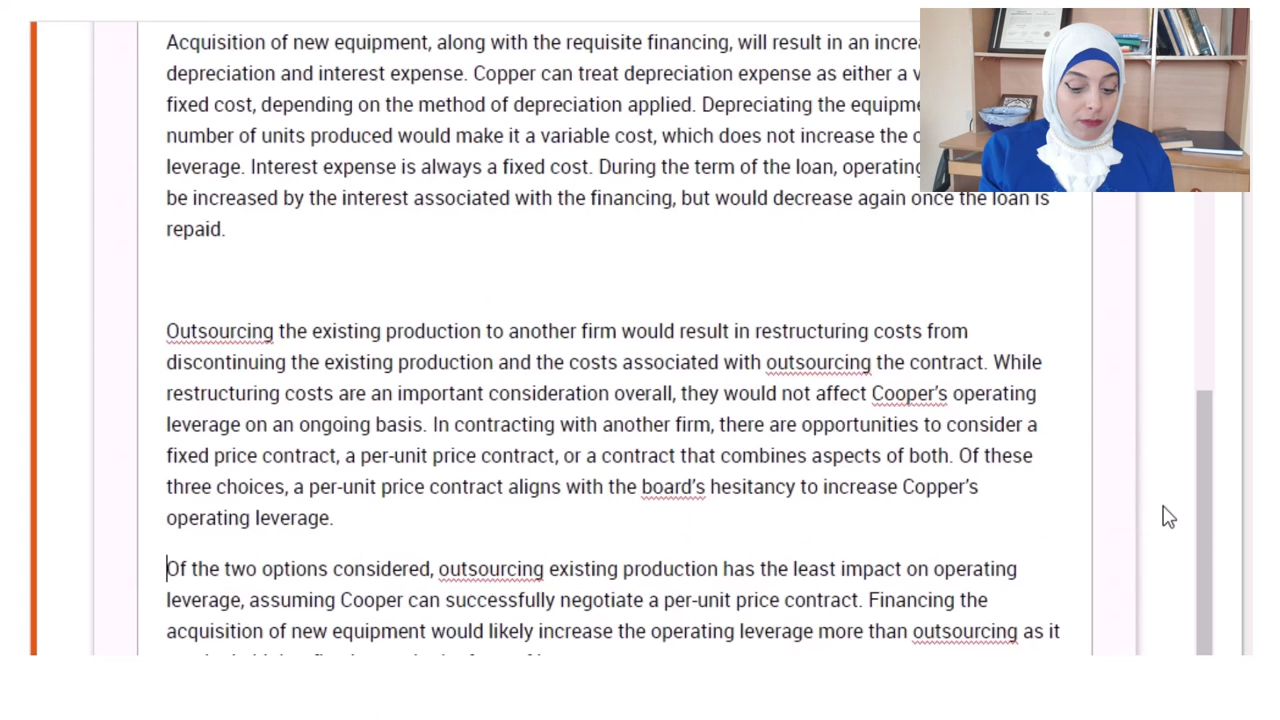 Acquisition of new equipment, along with the requisite financing, will result in an
depreciation and interest expense. Copper can treat depreciation expense as either a
fixed cost, depending on the method of depreciation applied. Depreciating the
number of units produced would make it a variable cost, which does not increase the
leverage. Interest expense is always a fixed cost. During the term of the loan,
be increased by the interest associated with the financing, but would decrease again once the loan is
repaid.
Outsourcing the existing production to another firm would result in restructuring costs from
discontinuing the existing production and the costs associated with outsourcing the contract. While
restructuring costs are an important consideration overall, they would not affect Cooper's operating
leverage on an ongoing basis. In contracting with another firm, there are opportunities to consider a
fixed price contract, a per-unit price contract, or a contract that combines aspects of both. Of these
three choices, a per-unit price contract aligns with the board's hesitancy to increase Copper's
operating leverage.
Of the two options considered, outsourcing existing production has the least impact on operating
leverage, assuming Cooper can successfully negotiate a per-unit price contract. Financing the
acquisition of new equipment would likely increase the operating leverage more than outsourcing as it